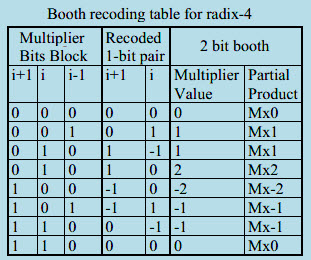 Booth recoding table for radix-4
Multiplier Bits Block | Recoded 1-bit pair | 2 bit booth
i+1 i i-1 i+1 i Multiplier Value Partial Product
0 0 0 0 0 0 Mx0
0 0 1 0 1 1 Mx1
0 1 0 1 -1 1 Mx1
0 1 0 1 0 2 Mx2
1 0 0 -1 0 -2 Mx-2
1 0 1 -1 1 -1 Mx-1
1 1 0 0 -1 -1 Mx-1
1 1 0 0 0 0 Mx0